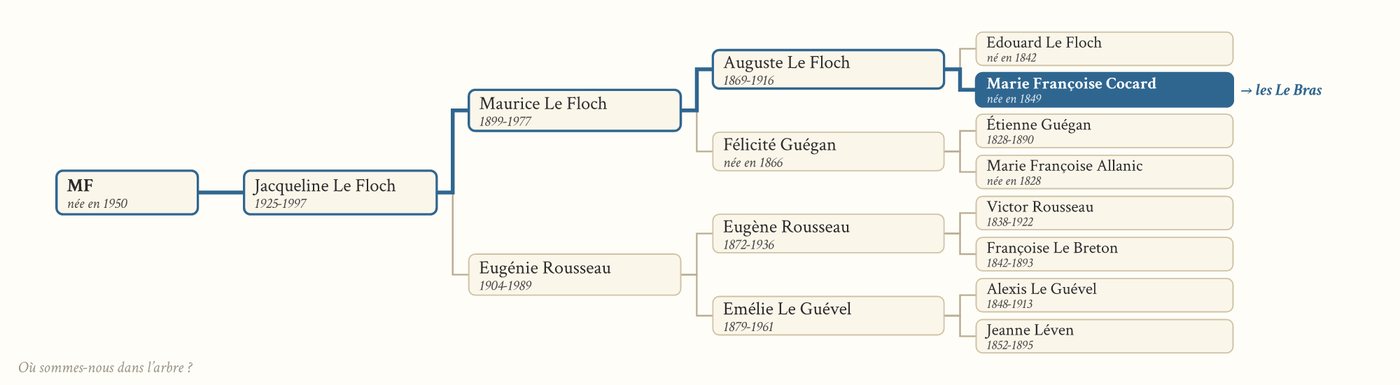 MF
née en 1950
Jacqueline Le Floch
1925-1997
Maurice Le Floch
1899-1977
Eugénie Rousseau
1904-1989
Auguste Le Floch
1869-1916
Félicité Guégan
née en 1866
Eugène Rousseau
1872-1936
Emélie Le Guével
1879-1961
Edouard Le Floch
né en 1842
Marie Françoise Cocard
née en 1849
→ les Le Bras
Étienne Guégan
1828-1890
Marie Françoise Allanic
née en 1828
Victor Rousseau
1838-1922
Françoise Le Breton
1842-1893
Alexis Le Guével
1848-1913
Jeanne Léven
1852-1895
Où sommes-nous dans l'arbre ?